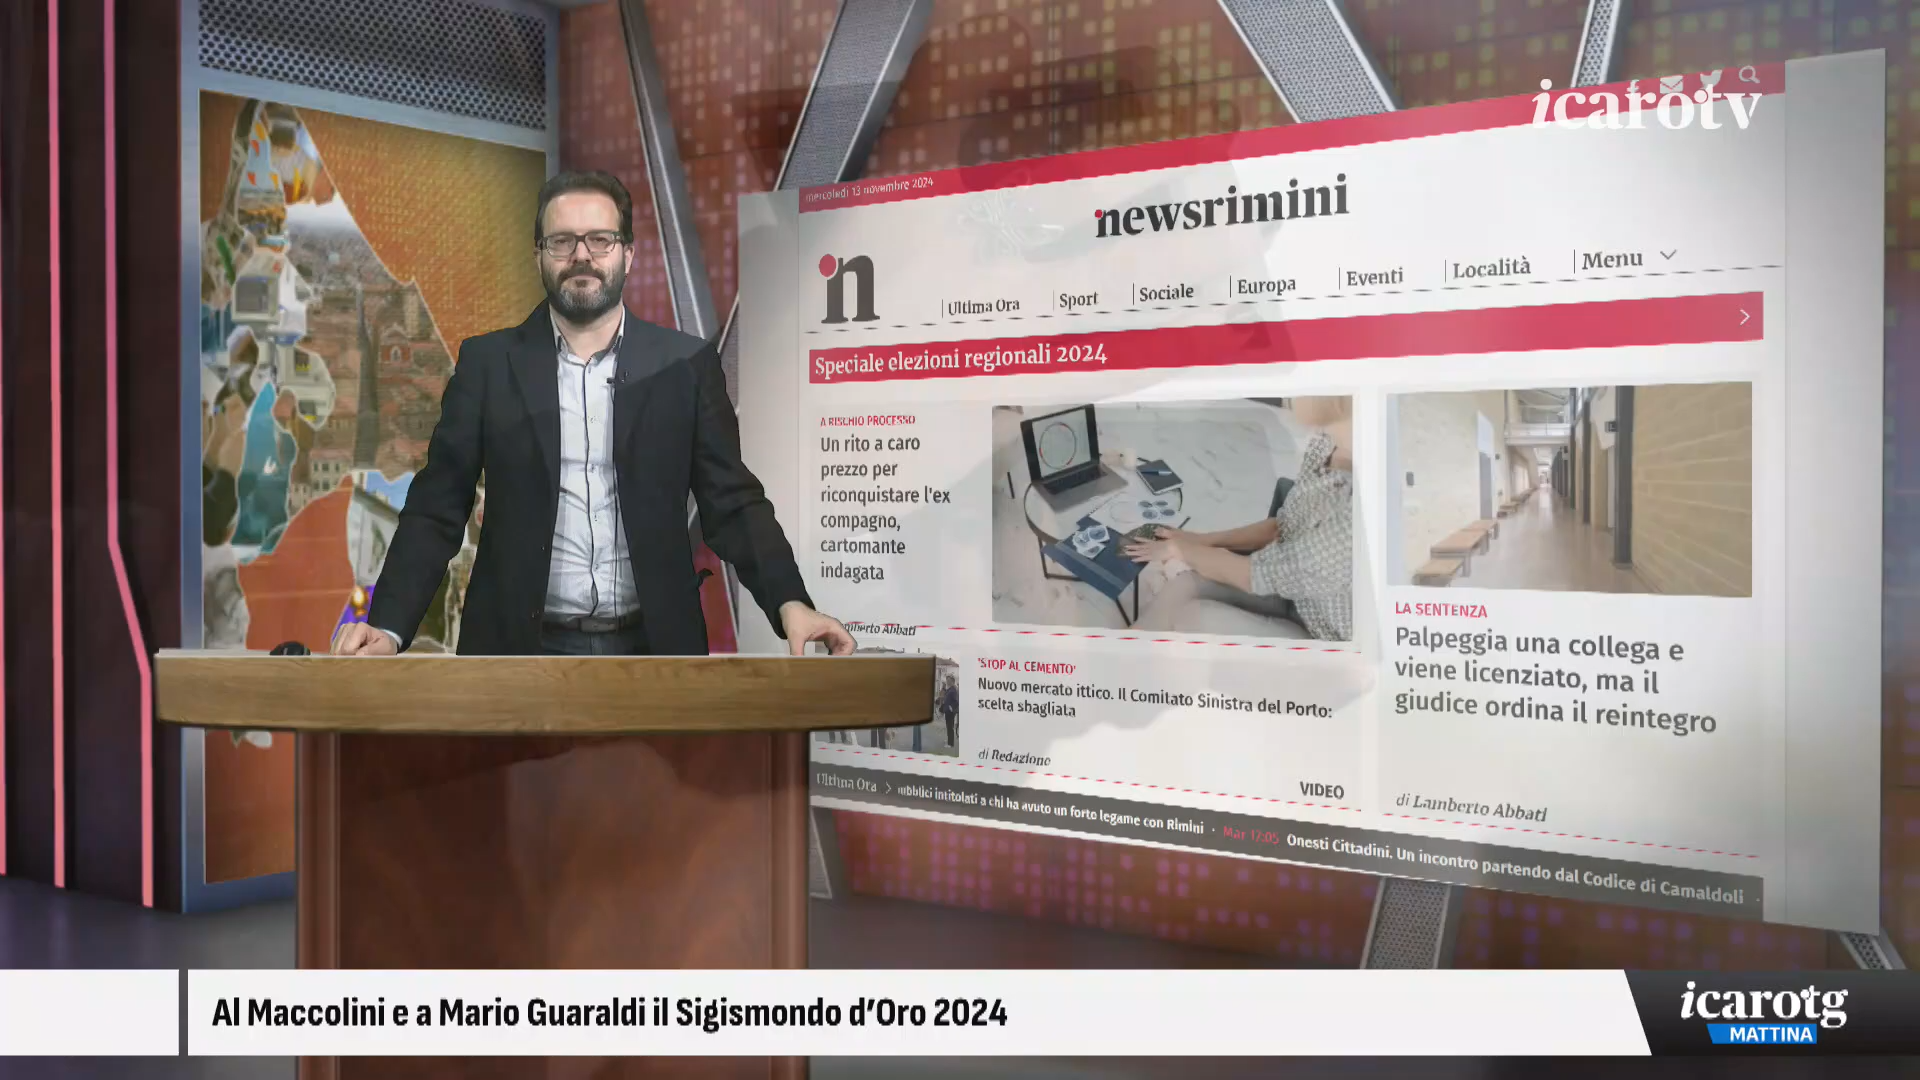 icarotv
mercoledì 13 novembre 2024
newsrimini
n
Ultima Ora
Sport
Sociale
Europa
Eventi
Località
Menu
Speciale elezioni regionali 2024
A RISCHIO PROCESSO
Un rito a caro
prezzo per
riconquistare l'ex
compagno,
cartomante
indagata
Abbati
LA SENTENZA
Palpeggia una collega e
viene licenziato, ma il
giudice ordina il reintegro
di Lamberto Abbati
'STOP AL CEMENTO'
Nuovo mercato ittico. Il Comitato Sinistra del Porto:
scelta sbagliata
di Redazione
VIDEO
Ultima Ora > ubblici intitolati a chi ha avuto un forte legame con Rimini · Mar 17:05 Onesti Cittadini. Un incontro partendo dal Codice di Camaldoli ·
Al Maccolini e a Mario Guaraldi il Sigismondo d'Oro 2024
icarotg
MATTINA